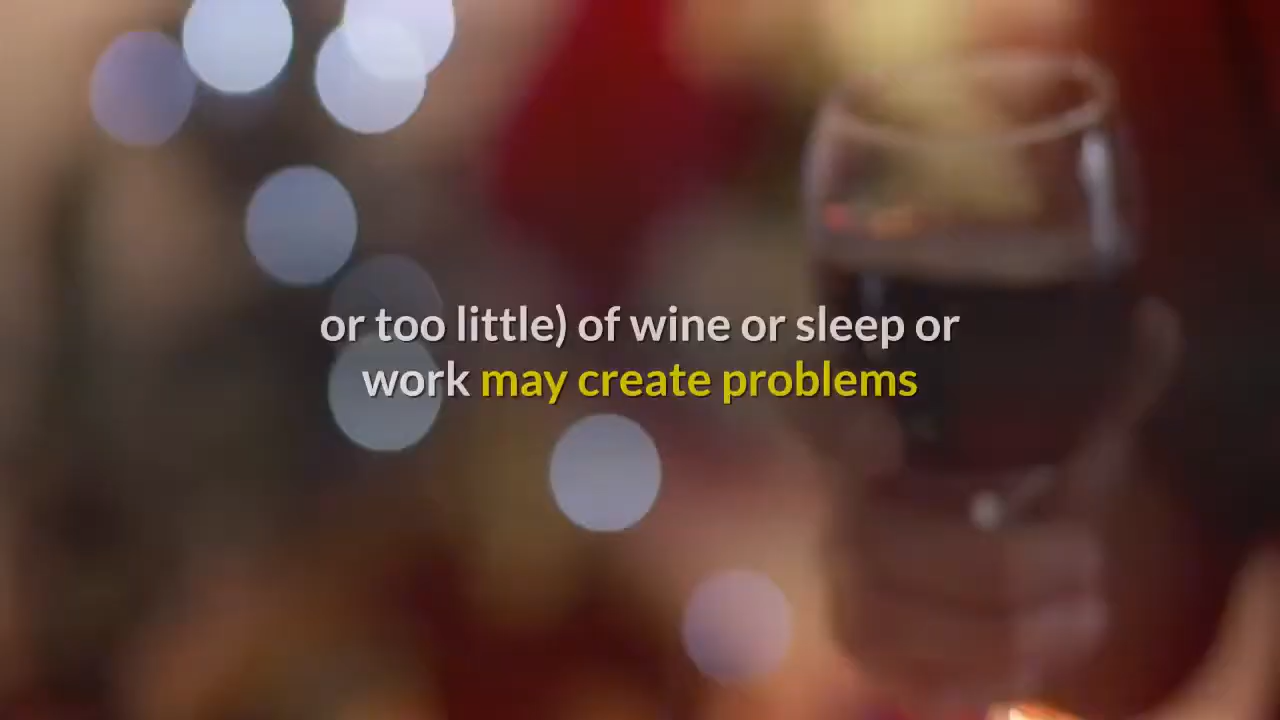 or too little) of wine or sleep or
work may create problems